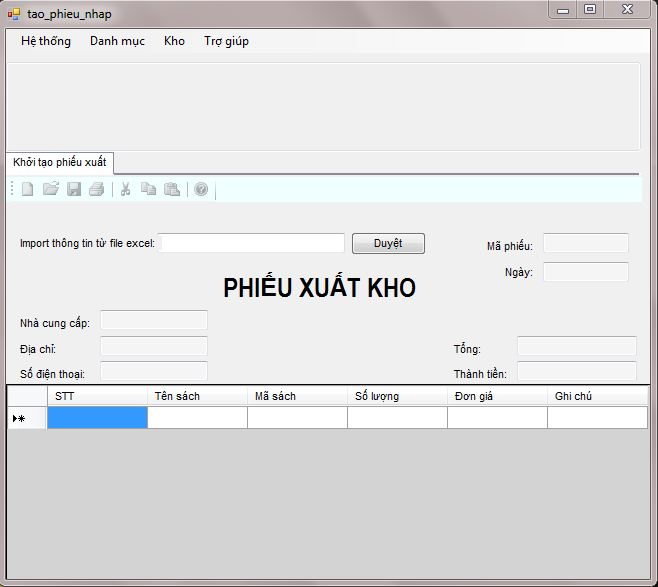 tao_phieu_nhap
Hệ thống Danh mục Kho Trợ giúp
Khởi tạo phiếu xuất
Import thông tin từ file excel: Duyệt Mã phiếu:
Ngày:
PHIẾU XUẤT KHO
Nhà cung cấp:
Địa chỉ: Tổng:
Số điện thoại: Thành tiền:
STT Tên sách Mã sách Số lượng Đơn giá Ghi chú